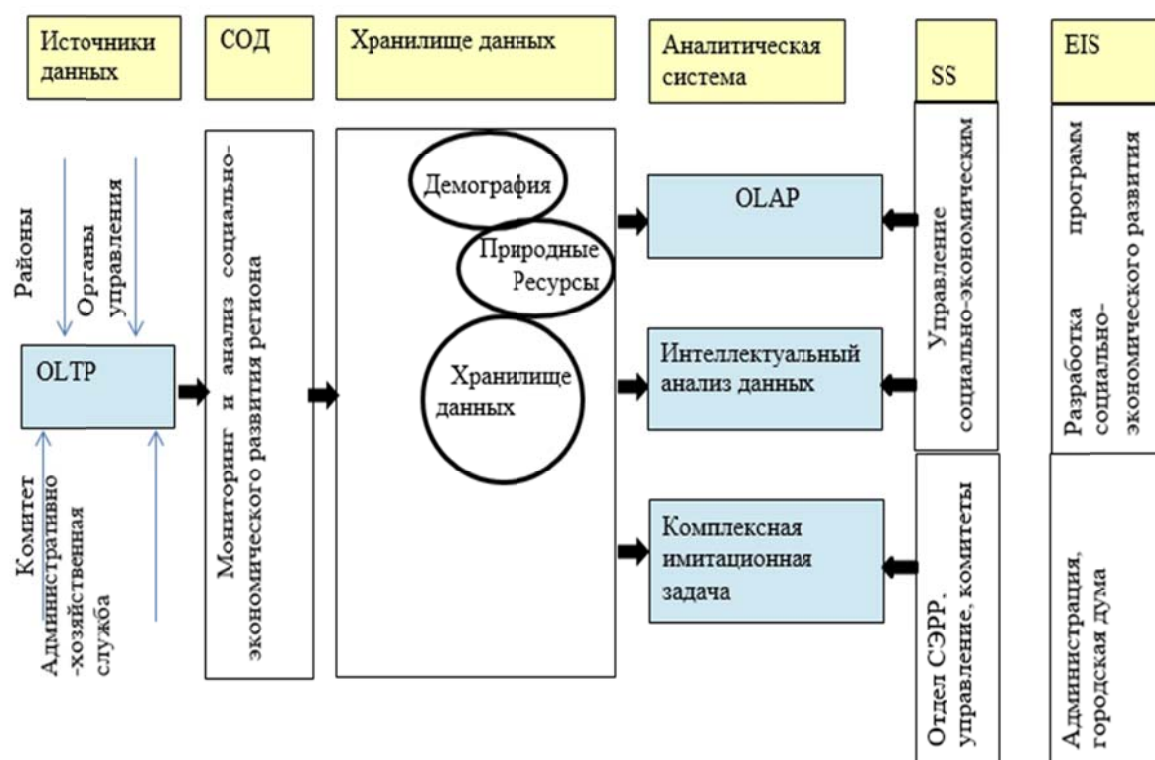 Источники
данных
СОД
Хранилище данных
Аналитическая
система
SS
EIS
Районы
Органы
управления
OLTP
Комитет
Административно
-хозяйственная
служба
Мониторинг и анализ социально-
экономического развития региона
Демография
Природные
Ресурсы
Хранилище
данных
OLAP
Интеллектуальный
анализ данных
Комплексная
имитационная
задача
Управление
социально-экономическим
Отдел СЭРР.
управление, комитеты
Разработка программ
социально-
экономического развития
Администрация,
городская дума